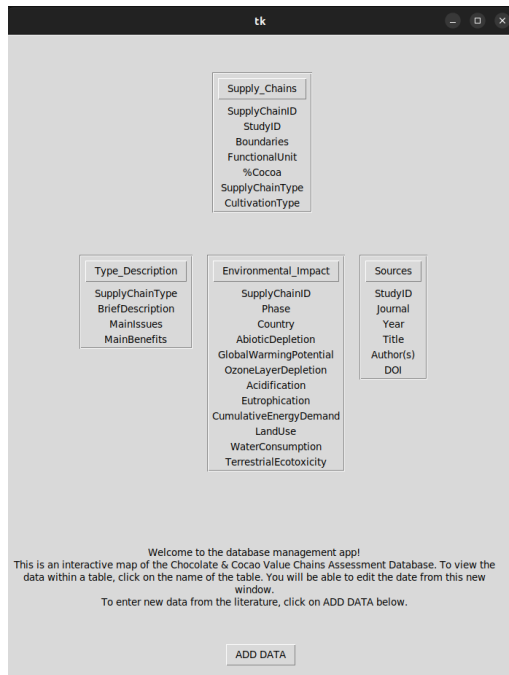 tk
Supply_Chains
SupplyChainID
StudyID
Boundaries
FunctionalUnit
%Cocoa
SupplyChainType
CultivationType
Type_Description
SupplyChainType
BriefDescription
MainIssues
MainBenefits
Environmental_Impact
SupplyChainID
Phase
Country
AbioticDepletion
GlobalWarmingPotential
OzoneLayerDepletion
Acidification
Eutrophication
CumulativeEnergyDemand
LandUse
WaterConsumption
TerrestrialEcotoxicity
Sources
StudyID
Journal
Year
Title
Author(s)
DOI
Welcome to the database management app!
This is an interactive map of the Chocolate & Cocao Value Chains Assessment Database. To view the
data within a table, click on the name of the table. You will be able to edit the date from this new
window.
To enter new data from the literature, click on ADD DATA below.
ADD DATA